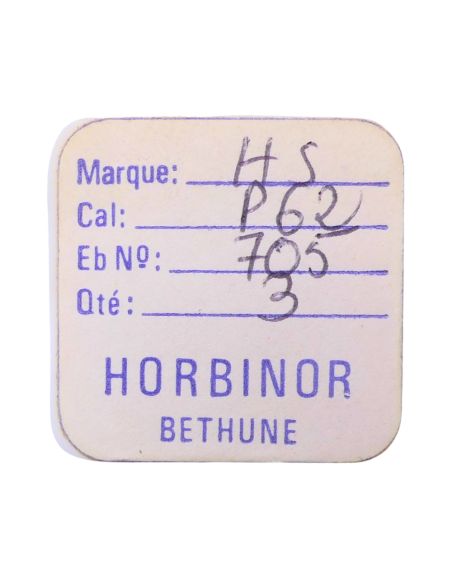 Marque: HS
Cal: P62
Eb Nº: 705
Qté: 3
HORBINOR
BETHUNE